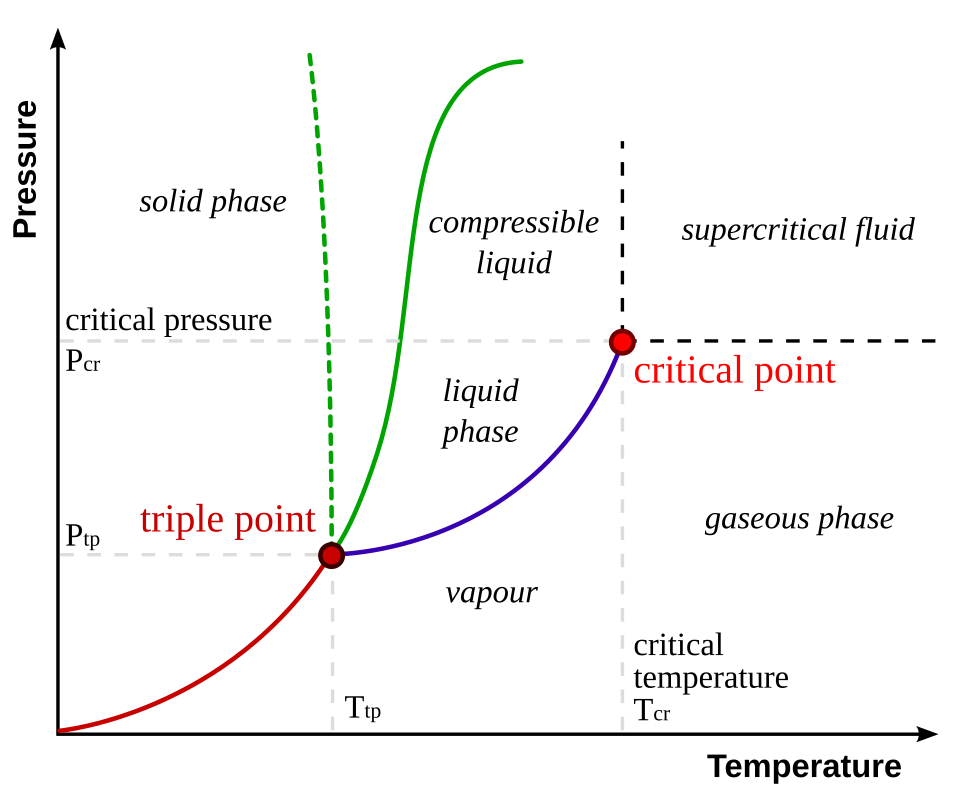 Pressure
solid phase
compressible
liquid
supercritical fluid
critical pressure
Pcr
critical point
liquid
phase
triple point
Ptp
gaseous phase
vapour
critical
temperature
Tcr
Ttp
Temperature